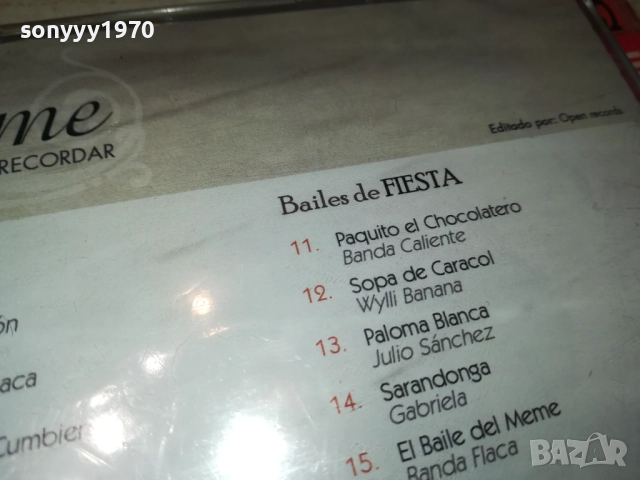 sonyyy1970
me
RECORDAR
Editado por: Open records
Bailes de FIESTA
11. Paquito el Chocolatero
Banda Caliente
12. Sopa de Caracol
Wylli Banana
13. Paloma Blanca
Julio Sánchez
14. Sarandonga
Gabriela
15. El Baile del Meme
Banda Flaca
ón
aca
Cumbier
BAZAR